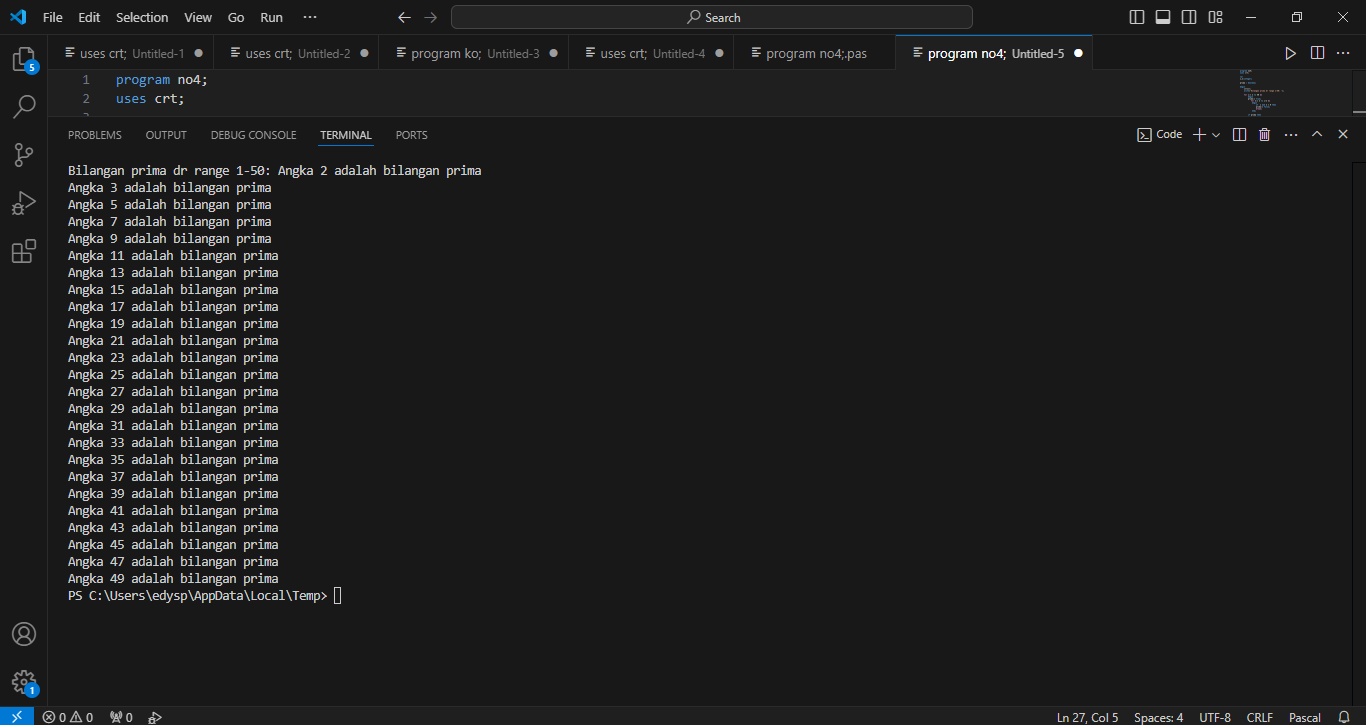 File Edit Selection View Go Run ··· Search
uses crt; Untitled-1 uses crt; Untitled-2 program ko; Untitled-3 uses crt; Untitled-4 program no4;.pas program no4; Untitled-5
1 program no4;
2 uses crt;
5
PROBLEMS OUTPUT DEBUG CONSOLE TERMINAL PORTS Code
Bilangan prima dr range 1-50: Angka 2 adalah bilangan prima
Angka 3 adalah bilangan prima
Angka 5 adalah bilangan prima
Angka 7 adalah bilangan prima
Angka 9 adalah bilangan prima
Angka 11 adalah bilangan prima
Angka 13 adalah bilangan prima
Angka 15 adalah bilangan prima
Angka 17 adalah bilangan prima
Angka 19 adalah bilangan prima
Angka 21 adalah bilangan prima
Angka 23 adalah bilangan prima
Angka 25 adalah bilangan prima
Angka 27 adalah bilangan prima
Angka 29 adalah bilangan prima
Angka 31 adalah bilangan prima
Angka 33 adalah bilangan prima
Angka 35 adalah bilangan prima
Angka 37 adalah bilangan prima
Angka 39 adalah bilangan prima
Angka 41 adalah bilangan prima
Angka 43 adalah bilangan prima
Angka 45 adalah bilangan prima
Angka 47 adalah bilangan prima
Angka 49 adalah bilangan prima
PS C:\Users\edysp\AppData\Local\Temp>
1
0 0 0 Ln 27, Col 5 Spaces: 4 UTF-8 CRLF Pascal